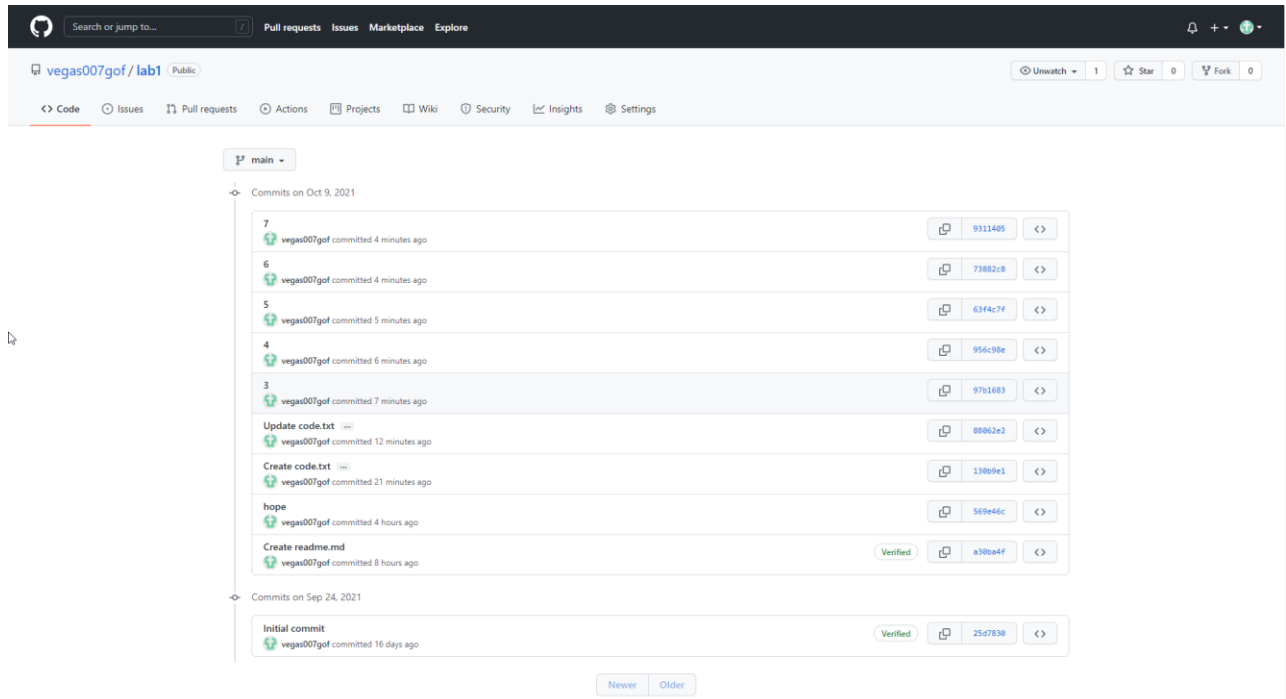 Search or jump to... / Pull requests Issues Marketplace Explore
vegas007gof / lab1 Public Unwatch 1 Star 0 Fork 0
<> Code Issues Pull requests Actions Projects Wiki Security Insights Settings
main
Commits on Oct 9, 2021
7
vegas007gof committed 4 minutes ago 9311405 <>
6
vegas007gof committed 4 minutes ago 73882c8 <>
5
vegas007gof committed 5 minutes ago 63f4c7f <>
4
vegas007gof committed 6 minutes ago 956c98e <>
3
vegas007gof committed 7 minutes ago 97b1683 <>
Update code.txt ...
vegas007gof committed 12 minutes ago 88062e2 <>
Create code.txt ...
vegas007gof committed 21 minutes ago 130b9e1 <>
hope
vegas007gof committed 4 hours ago 569e46c <>
Create readme.md
vegas007gof committed 8 hours ago Verified a30ba4f <>
Commits on Sep 24, 2021
Initial commit
vegas007gof committed 16 days ago Verified 25d7830 <>
Newer Older